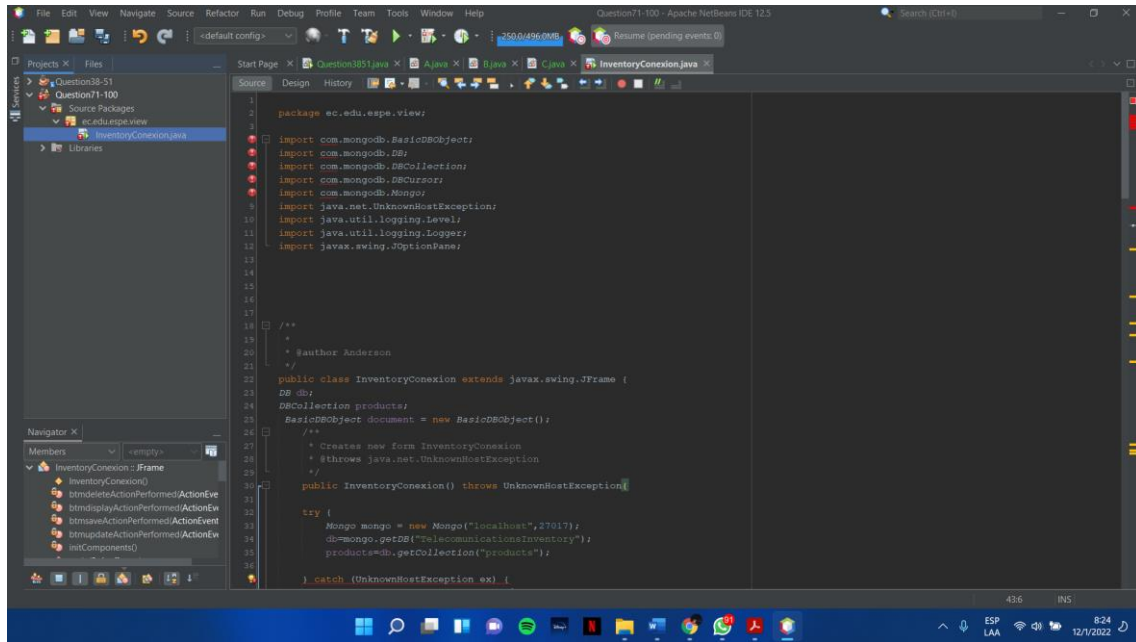 File Edit View Navigate Source Refactor Run Debug Profile Team Tools Window Help
Question71-100 - Apache NetBeans IDE 12.5
Search (Ctrl+I)
<default config>
250.0/496.0MB
Resume (pending events: 0)
Projects Files
Services
Question38-51
Question71-100
Source Packages
ec.edu.espe.view
InventoryConexion.java
Libraries
Start Page Question3851.java A.java B.java C.java InventoryConexion.java
Source Design History
1
2 package ec.edu.espe.view;
3
import com.mongodb.BasicDBObject;
import com.mongodb.DB;
import com.mongodb.DBCollection;
import com.mongodb.DBCursor;
import com.mongodb.Mongo;
9 import java.net.UnknownHostException;
10 import java.util.logging.Level;
11 import java.util.logging.Logger;
12 import javax.swing.JOptionPane;
13
14
15
16
17
18 /**
19 *
20 * @author Anderson
21 */
22 public class InventoryConexion extends javax.swing.JFrame {
23 DB db;
24 DBCollection products;
25 BasicDBObject document = new BasicDBObject();
26 /**
27 * Creates new form InventoryConexion
28 * @throws java.net.UnknownHostException
29 */
30 public InventoryConexion() throws UnknownHostException{
31
32 try {
33 Mongo mongo = new Mongo("localhost",27017);
34 db=mongo.getDB("TelecomunicationsInventory");
35 products=db.getCollection("products");
36
} catch (UnknownHostException ex) {
Navigator
Members <empty>
InventoryConexion :: JFrame
InventoryConexion()
btmdeleteActionPerformed(ActionEve
btmdisplayActionPerformed(ActionEve
btmsaveActionPerformed(ActionEvent
btmupdateActionPerformed(ActionEve
initComponents()
43:6 INS
ESP
LAA
8:24
12/1/2022